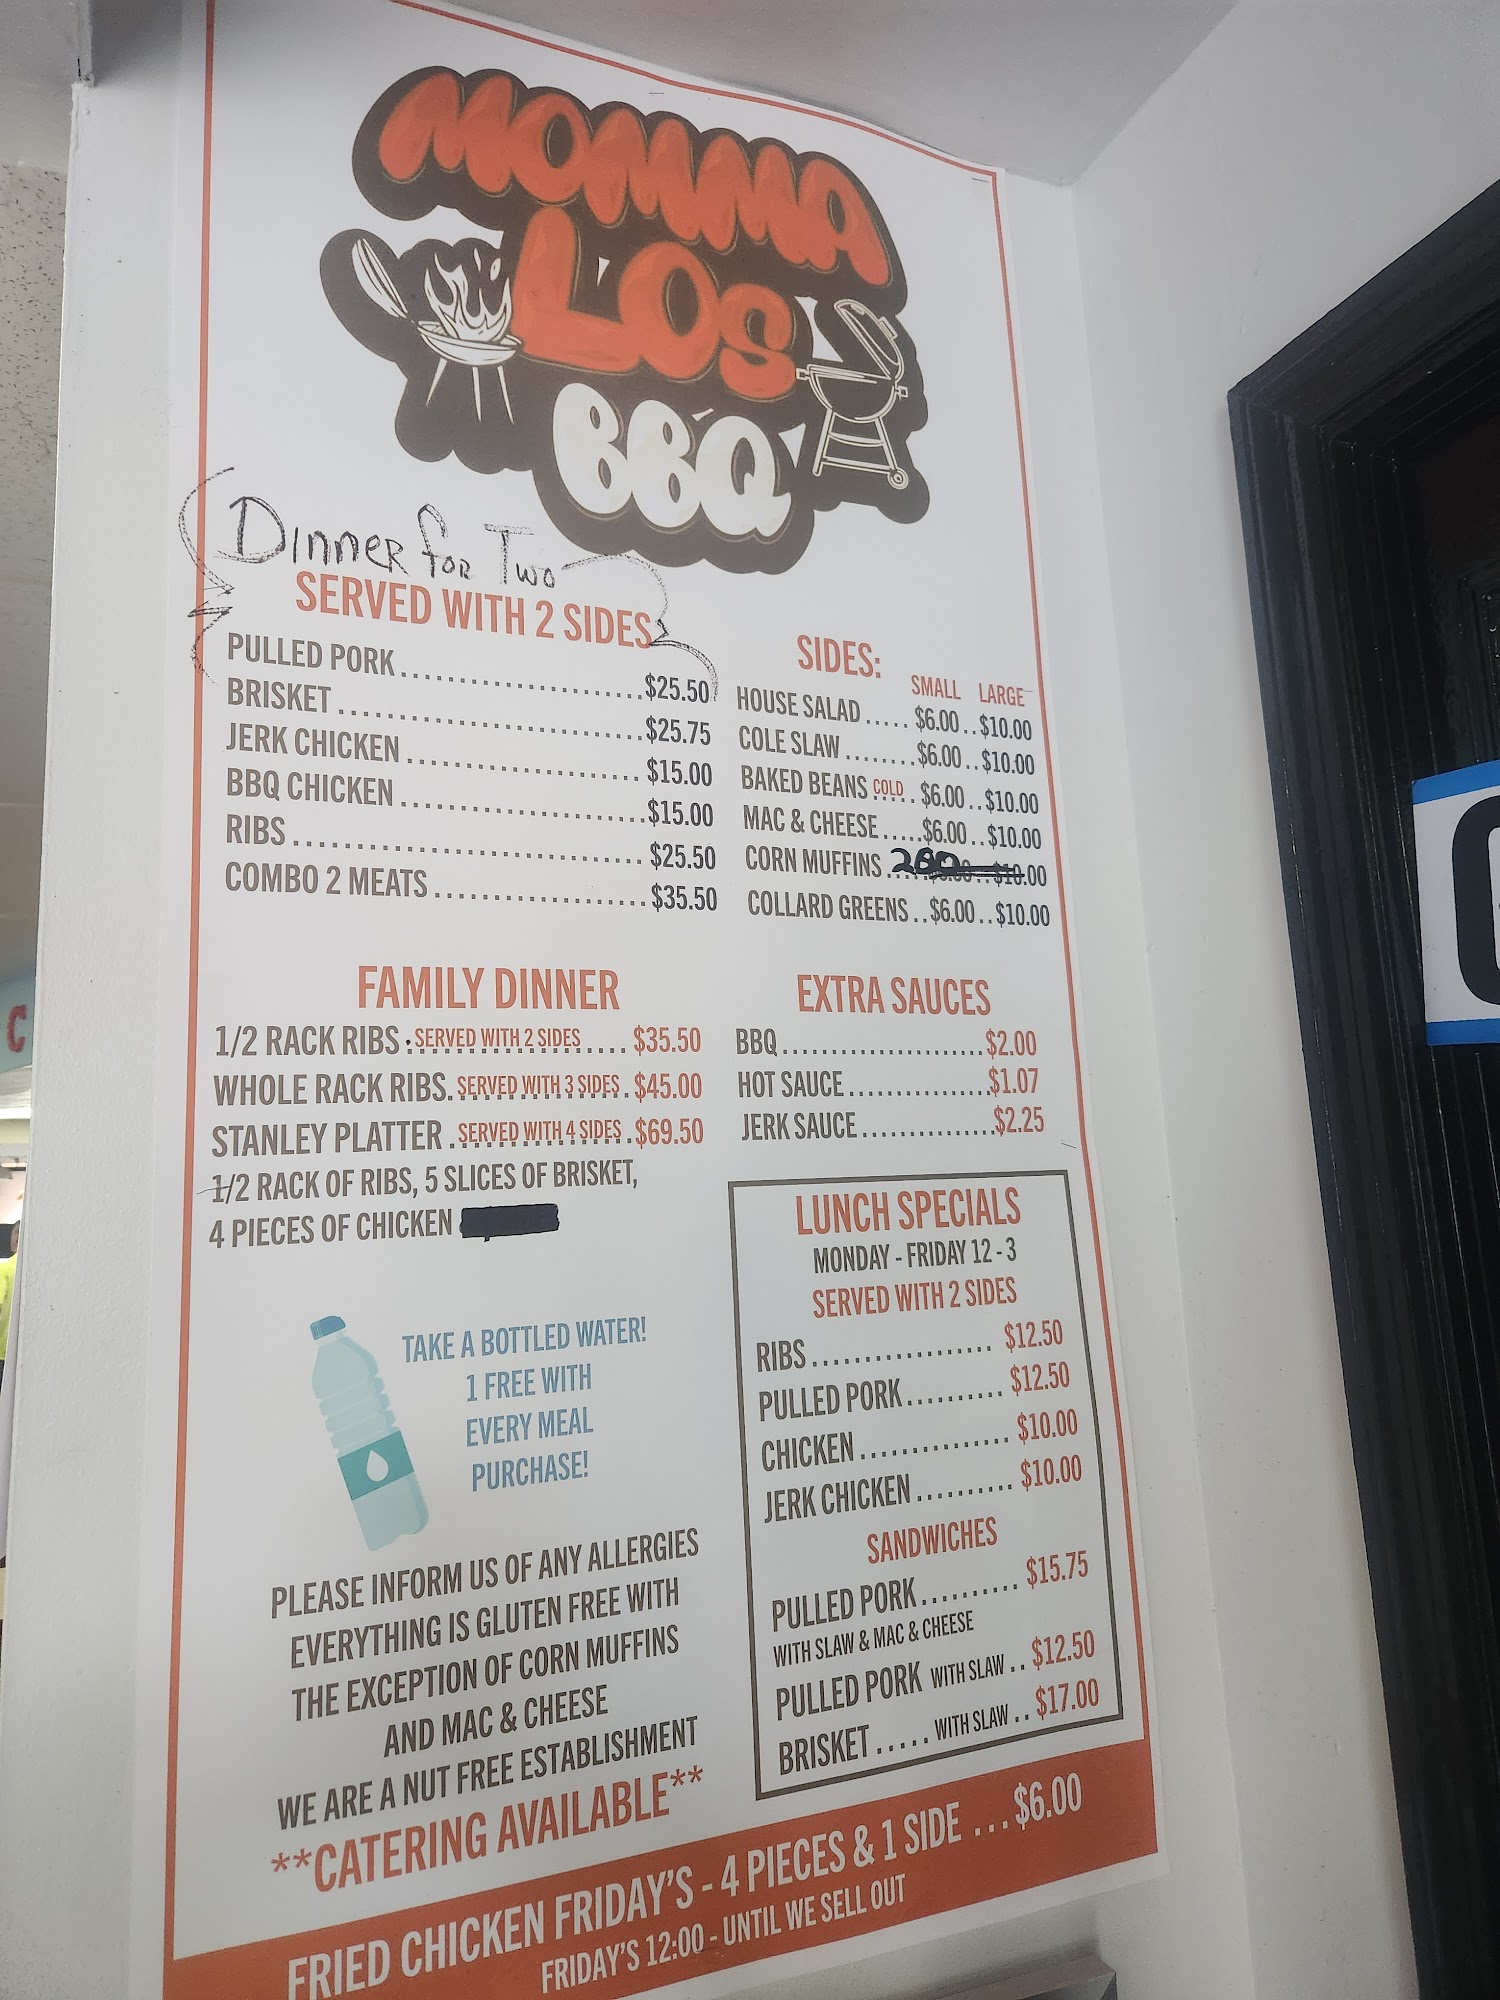 MOMMA
LO'S
BBQ
DINNER FOR TWO
SERVED WITH 2 SIDES
PULLED PORK......................$25.50
BRISKET............................$25.75
JERK CHICKEN.....................$15.00
BBQ CHICKEN......................$15.00
RIBS................................$25.50
COMBO 2 MEATS...................$35.50
SIDES:
SMALL LARGE
HOUSE SALAD.....$6.00..$10.00
COLE SLAW........$6.00..$10.00
BAKED BEANS COLD..$6.00..$10.00
MAC & CHEESE.....$6.00..$10.00
CORN MUFFINS 200
COLLARD GREENS..$6.00..$10.00
FAMILY DINNER
1/2 RACK RIBS.SERVED WITH 2 SIDES....$35.50
WHOLE RACK RIBS.SERVED WITH 3 SIDES.$45.00
STANLEY PLATTER.SERVED WITH 4 SIDES.$69.50
1/2 RACK OF RIBS, 5 SLICES OF BRISKET,
4 PIECES OF CHICKEN
EXTRA SAUCES
BBQ......................$2.00
HOT SAUCE...............$1.07
JERK SAUCE..............$2.25
TAKE A BOTTLED WATER!
1 FREE WITH
EVERY MEAL
PURCHASE!
PLEASE INFORM US OF ANY ALLERGIES
EVERYTHING IS GLUTEN FREE WITH
THE EXCEPTION OF CORN MUFFINS
AND MAC & CHEESE
WE ARE A NUT FREE ESTABLISHMENT
**CATERING AVAILABLE**
LUNCH SPECIALS
MONDAY - FRIDAY 12 - 3
SERVED WITH 2 SIDES
RIBS.................. $12.50
PULLED PORK.......... $12.50
CHICKEN............... $10.00
JERK CHICKEN.......... $10.00
SANDWICHES
PULLED PORK.......... $15.75
WITH SLAW & MAC & CHEESE
PULLED PORK WITH SLAW.. $12.50
BRISKET.....WITH SLAW.. $17.00
FRIED CHICKEN FRIDAY'S - 4 PIECES & 1 SIDE ...$6.00
FRIDAY'S 12:00 - UNTIL WE SELL OUT
C